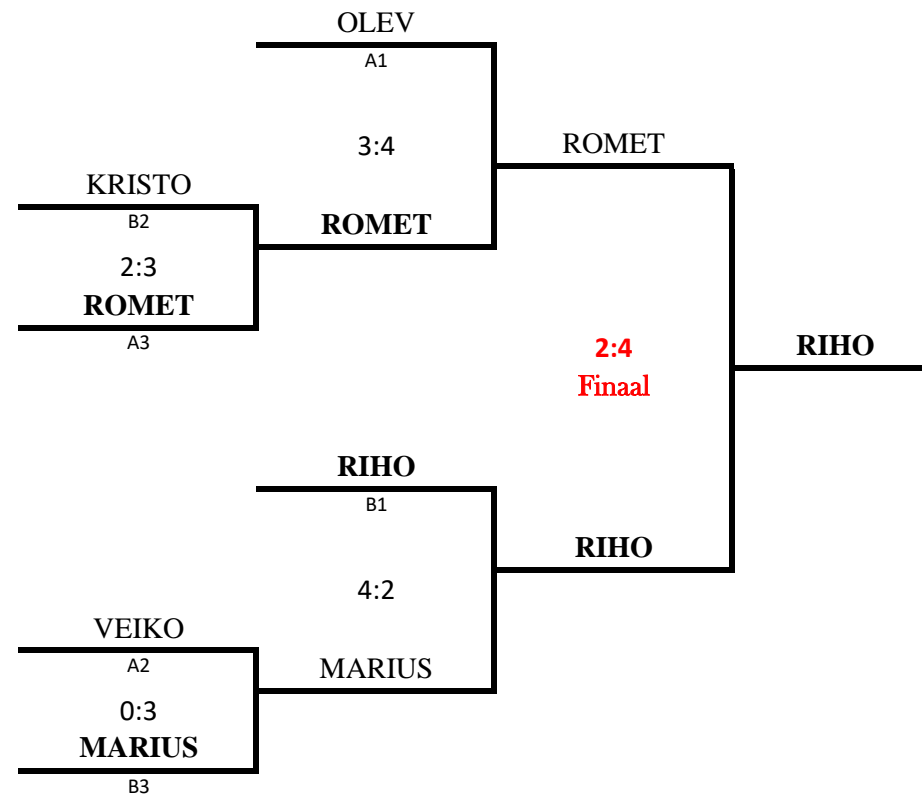 OLEV
A1
3:4
ROMET
KRISTO
B2
ROMET
2:3
ROMET
A3
2:4
RIHO
Finaal
RIHO
B1
RIHO
4:2
VEIKO
A2
MARIUS
0:3
MARIUS
B3